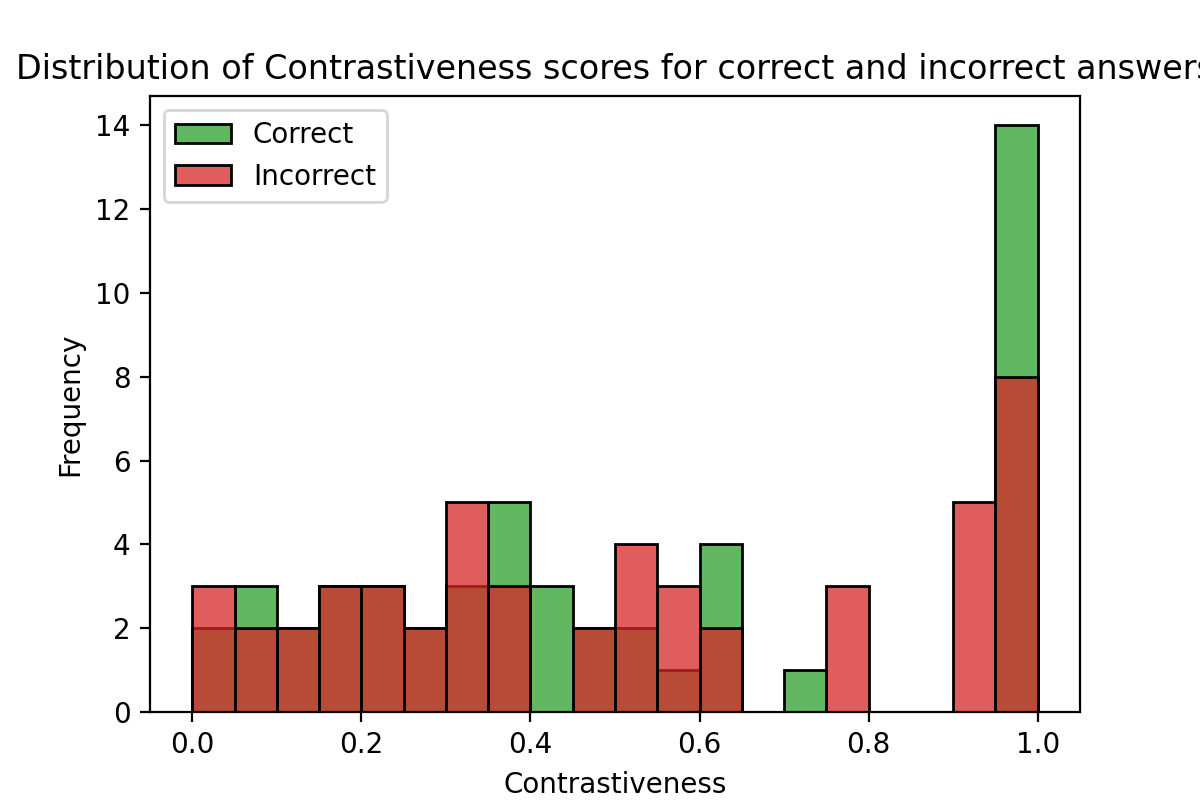 Distribution of Contrastiveness scores for correct and incorrect answers
Correct
Incorrect
14
12
10
8
6
4
2
0
Frequency
0.0 0.2 0.4 0.6 0.8 1.0
Contrastiveness